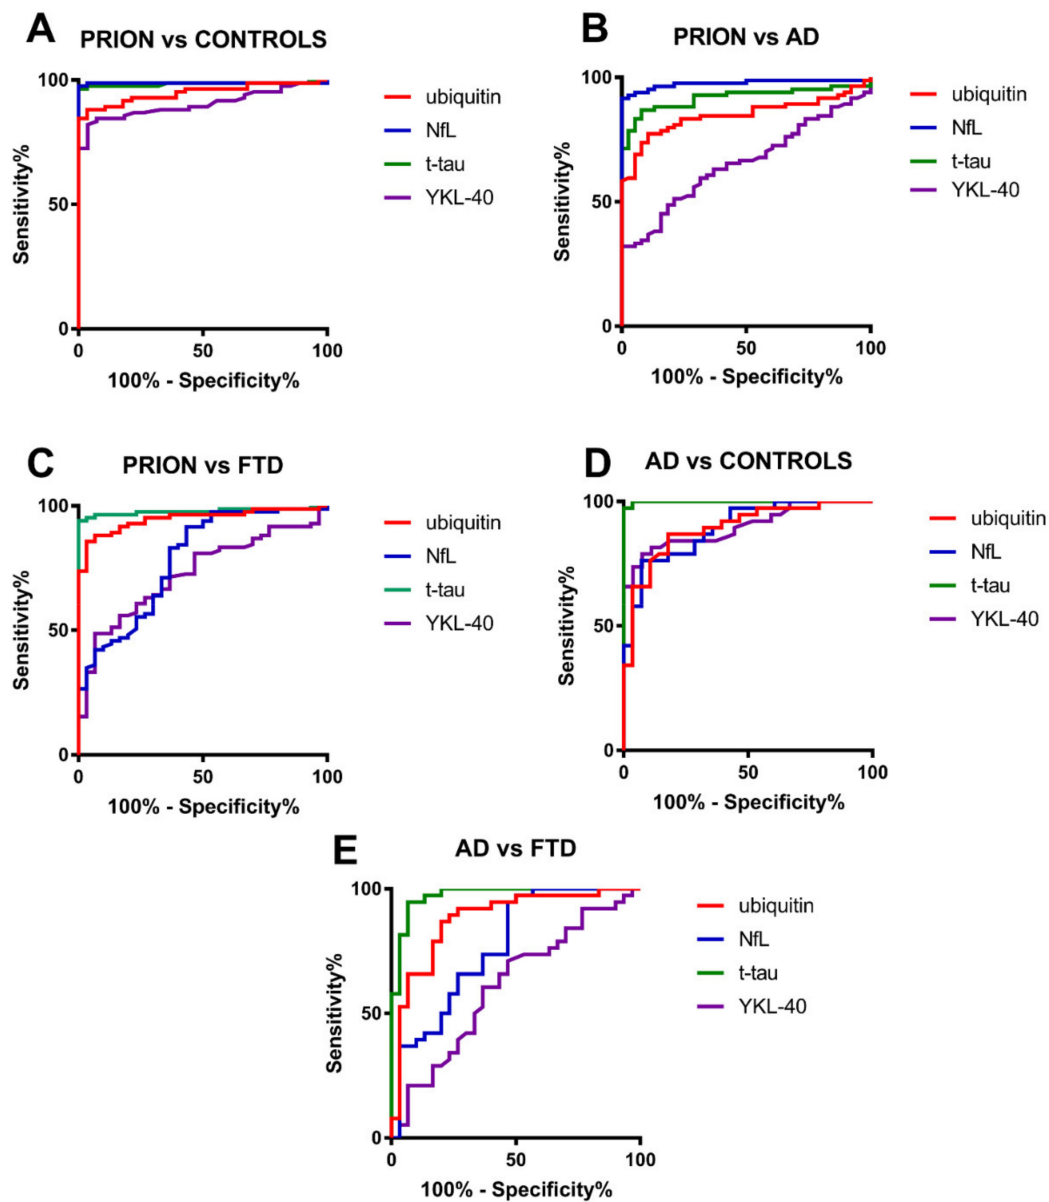 A
PRION vs CONTROLS
100
50
0
0
50
100
Sensitivity%
100% - Specificity%
ubiquitin
NfL
t-tau
YKL-40
B
PRION vs AD
100
50
0
0
50
100
Sensitivity%
100% - Specificity%
ubiquitin
NfL
t-tau
YKL-40
C
PRION vs FTD
100
50
0
0
50
100
Sensitivity%
100% - Specificity%
ubiquitin
NfL
t-tau
YKL-40
D
AD vs CONTROLS
100
50
0
0
50
100
Sensitivity%
100% - Specificity%
ubiquitin
NfL
t-tau
YKL-40
E
AD vs FTD
100
50
0
0
50
100
Sensitivity%
100% - Specificity%
ubiquitin
NfL
t-tau
YKL-40